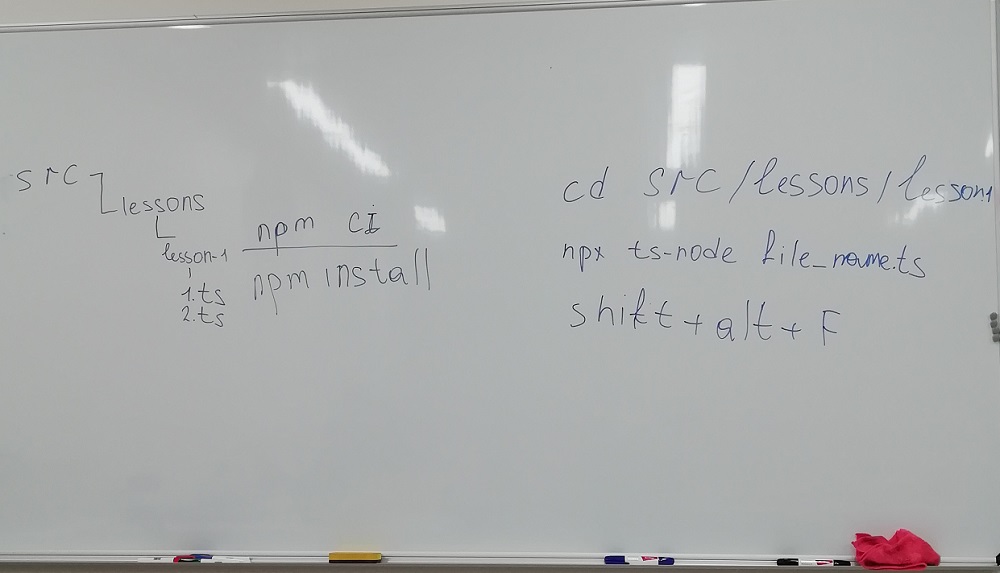 src
lessons
lesson-1
1.ts
2.ts
npm ci
npm install
cd src/lessons/lesson1
npx ts-node file_name.ts
shift+alt+F